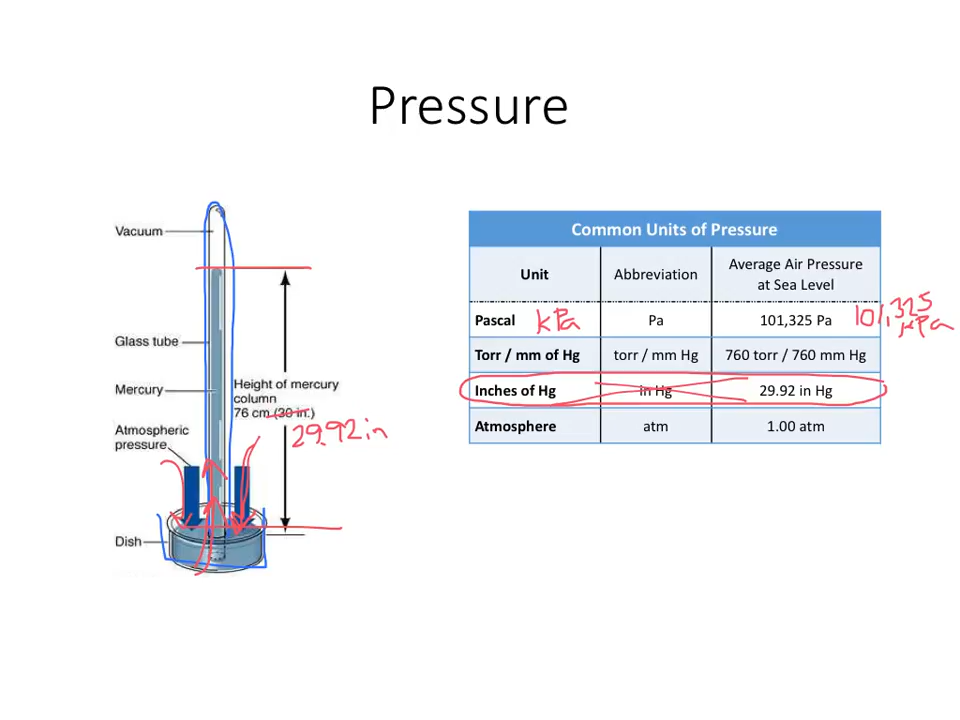 Pressure
Vacuum
Glass tube
Mercury
Height of mercury
column
76 cm (30 in.)
29.92 in
Atmospheric
pressure
Dish
Common Units of Pressure
Unit Abbreviation Average Air Pressure at Sea Level
Pascal kPa Pa 101,325 Pa 101,325 kPa
Torr / mm of Hg torr / mm Hg 760 torr / 760 mm Hg
Inches of Hg in Hg 29.92 in Hg
Atmosphere atm 1.00 atm